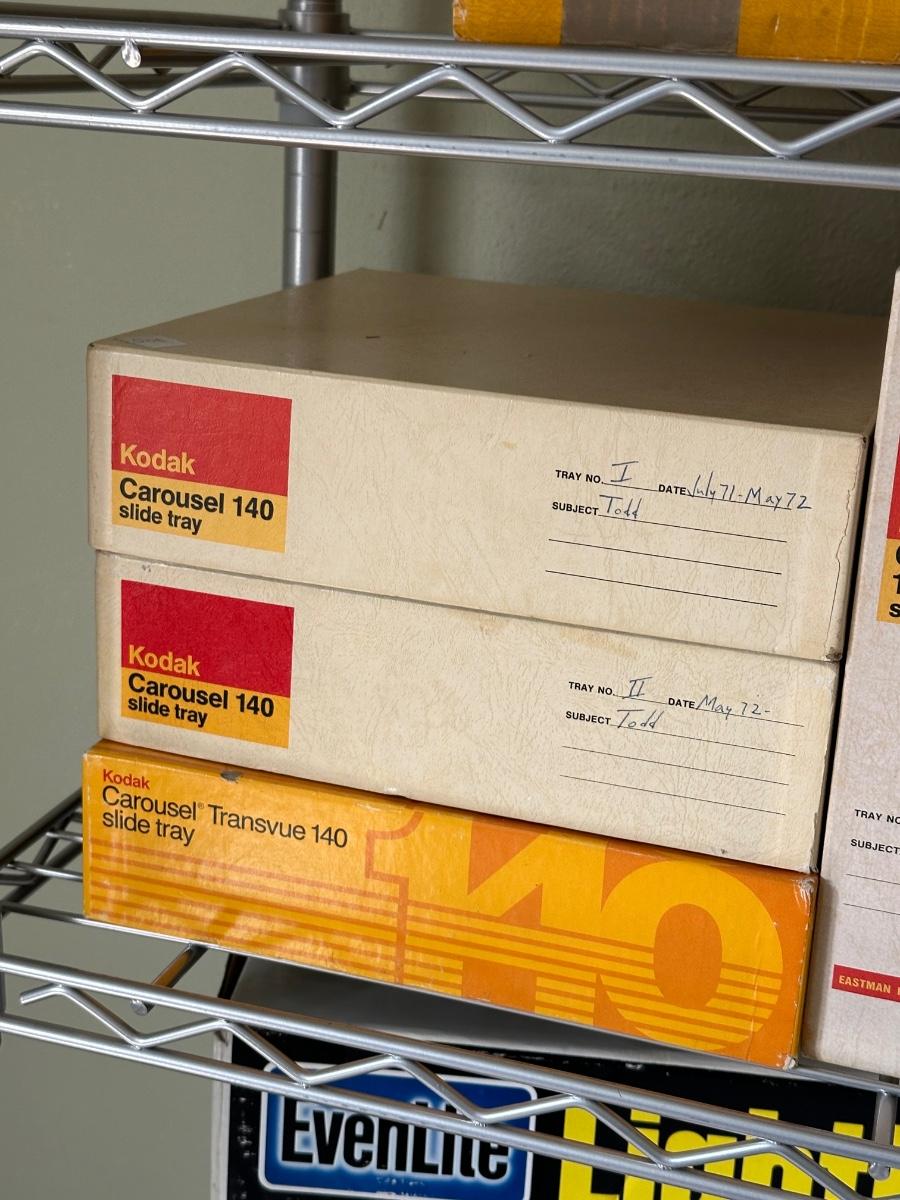 Kodak
Carousel 140
slide tray
TRAY NO. I DATE July 71-May 72
SUBJECT Todd
Kodak
Carousel 140
slide tray
TRAY NO. II DATE May 72-
SUBJECT Todd
Kodak
Carousel® Transvue 140
slide tray
140
TRAY NO
SUBJECT
EASTMAN
EvenLite
Light